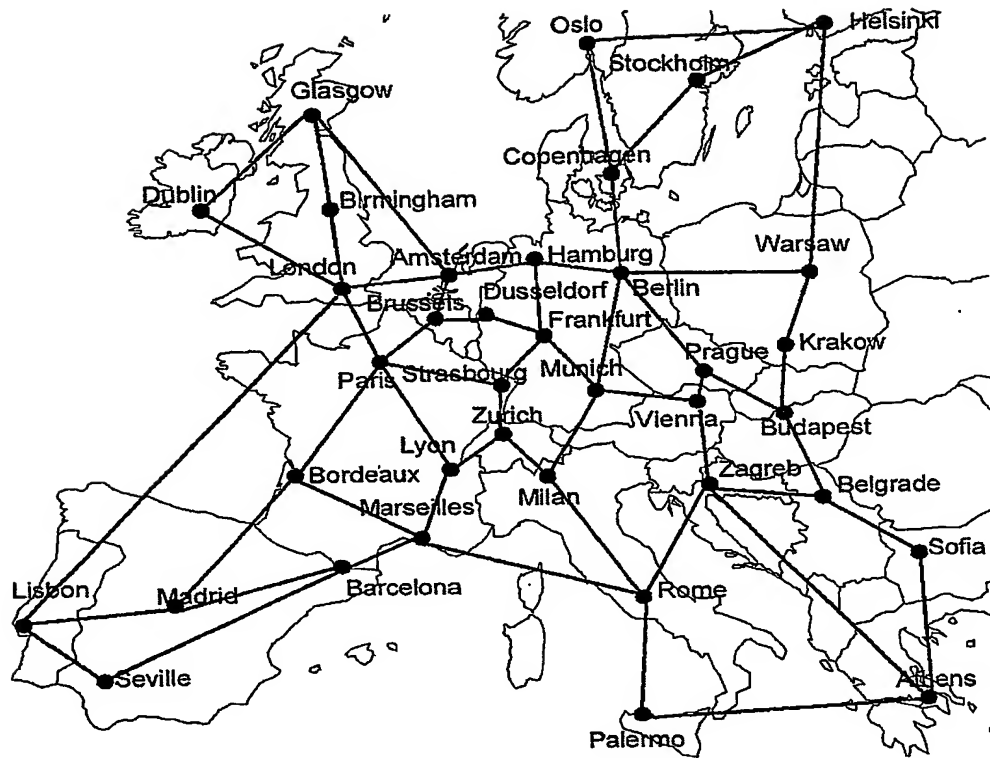 Oslo
Helsinki
Stockholm
Glasgow
Copenhagen
Dublin
Birmingham
Warsaw
Amsterdam
Hamburg
London
Berlin
Brussels
Dusseldorf
Frankfurt
Krakow
Prague
Paris
Strasbourg
Munich
Vienna
Budapest
Zurich
Lyon
Bordeaux
Milan
Zagreb
Belgrade
Marseilles
Sofia
Lisbon
Madrid
Barcelona
Rome
Seville
Athens
Palermo